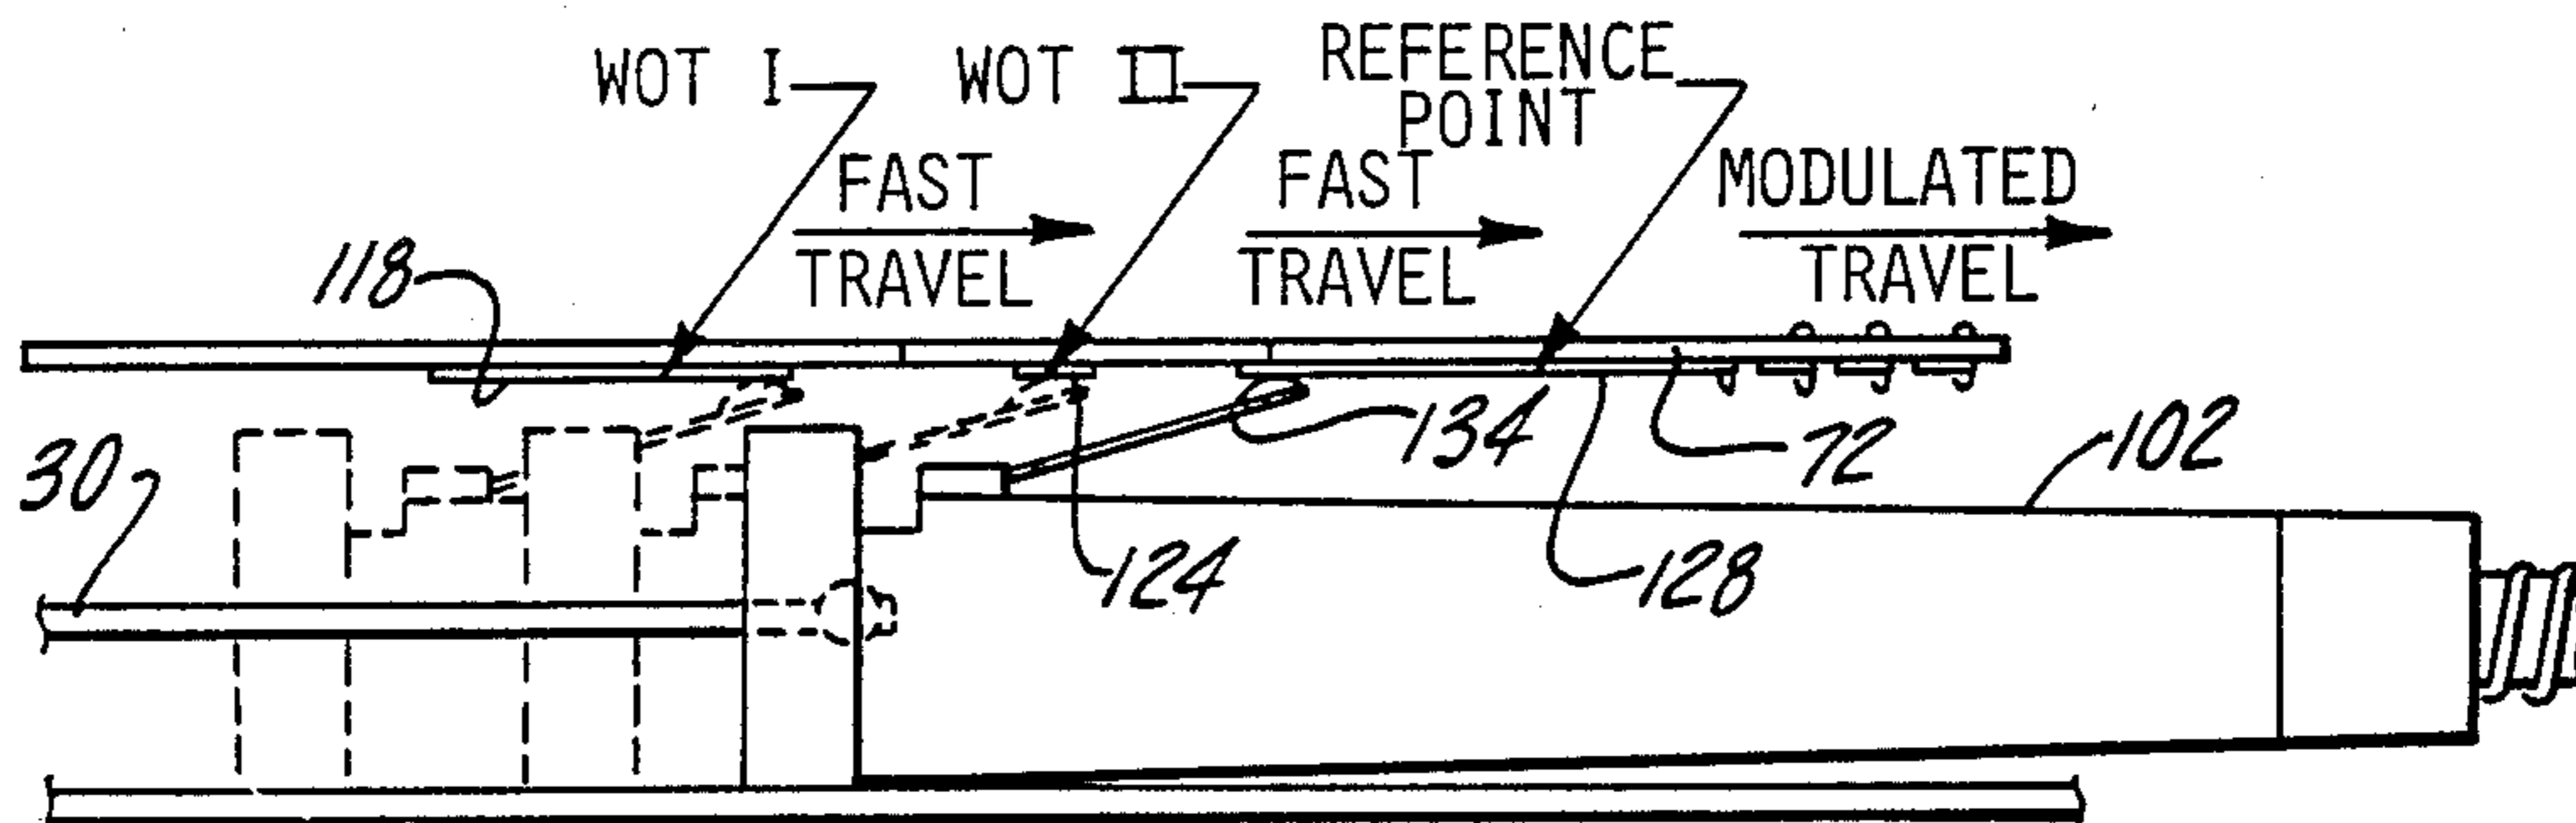 WOT I
WOT II
REFERENCE
POINT
FAST
TRAVEL
FAST
TRAVEL
MODULATED
TRAVEL
118
30
134
72
102
124
128